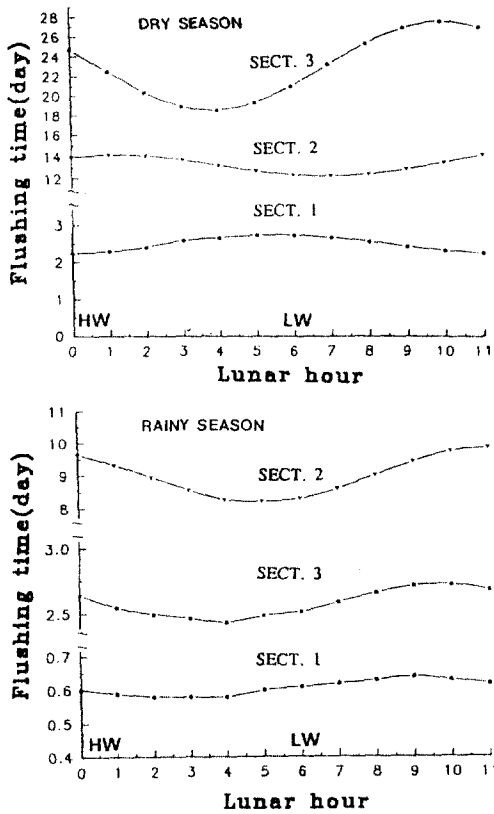 DRY SEASON
Flushing time(day)
28
26
24
22
20
18
16
14
12
3
2
1
0
SECT. 3
SECT. 2
SECT. 1
HW
LW
0 1 2 3 4 5 6 7 8 9 10 11
Lunar hour
RAINY SEASON
Flushing time(day)
11
10
9
8
3.0
2.5
0.7
0.6
0.5
0.4
SECT. 2
SECT. 3
SECT. 1
HW
LW
0 1 2 3 4 5 6 7 8 9 10 11
Lunar hour